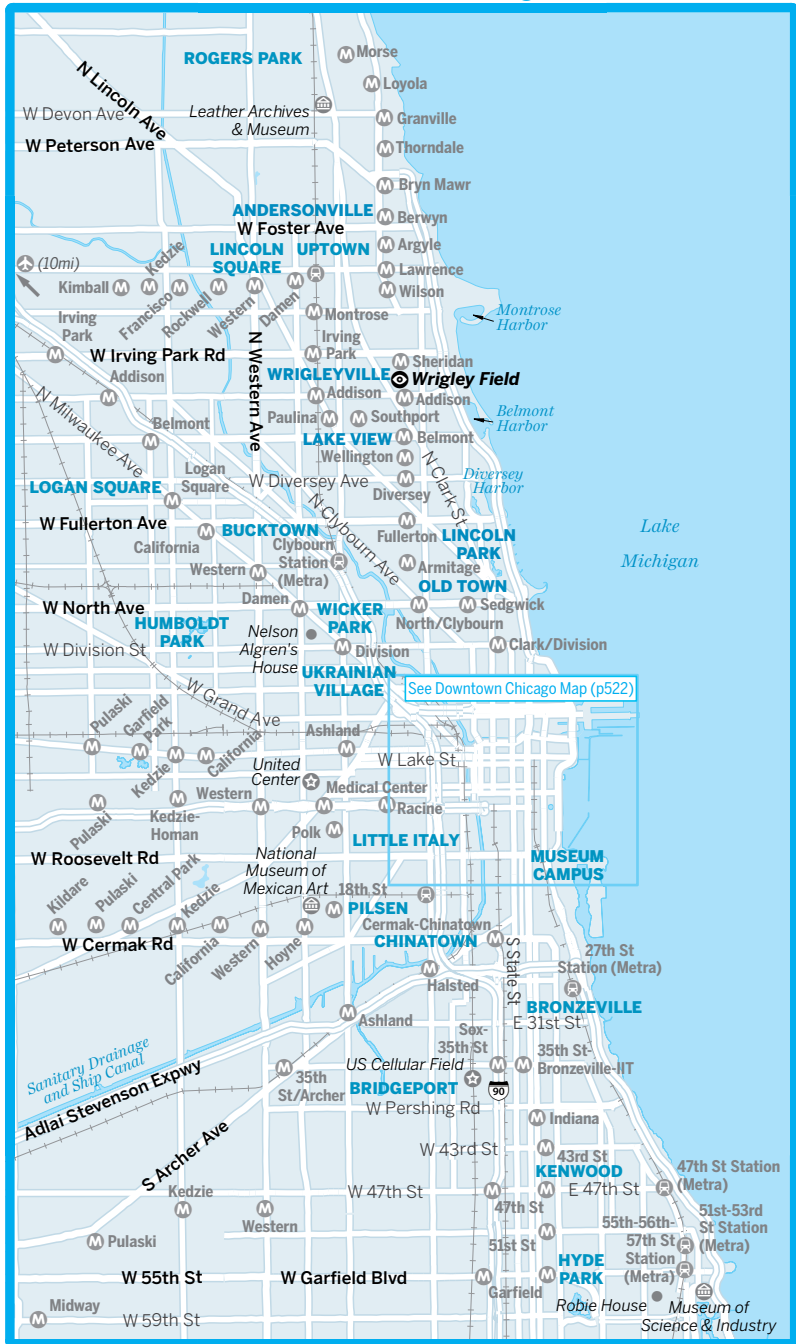 ROGERS PARK
Morse
N Lincoln Ave
Loyola
Leather Archives
& Museum
W Devon Ave
Granville
W Peterson Ave
Thorndale
Bryn Mawr
ANDERSONVILLE
Berwyn
W Foster Ave
LINCOLN
SQUARE
UPTOWN
Argyle
(10mi)
Lawrence
Kimball
Kedzie
Francisco
Rockwell
Western
Damen
Wilson
Montrose
Montrose
Harbor
Irving
Park
Irving
Park
W Irving Park Rd
N Western Ave
Sheridan
WRIGLEYVILLE
Wrigley Field
Addison
Addison
Addison
N Milwaukee Ave
Paulina
Southport
Belmont
Harbor
Belmont
LAKE VIEW
Belmont
Wellington
N Clark St
Logan
Square
W Diversey Ave
Diversey
Diversey
Harbor
LOGAN SQUARE
N Clybourn Ave
W Fullerton Ave
BUCKTOWN
Fullerton
LINCOLN
PARK
Lake
Michigan
California
Clybourn
Station
(Metra)
Western
Armitage
OLD TOWN
W North Ave
Damen
WICKER
PARK
North/Clybourn
Sedgwick
HUMBOLDT
PARK
Nelson
Algren's
House
W Division St
Division
Clark/Division
UKRAINIAN
VILLAGE
W Grand Ave
See Downtown Chicago Map (p522)
Pulaski
Garfield
Park
Kedzie
California
Ashland
W Lake St
United
Center
Pulaski
Kedzie-
Homan
Western
Medical Center
Racine
Polk
LITTLE ITALY
W Roosevelt Rd
MUSEUM
CAMPUS
National
Museum of
Mexican Art
Kildare
Pulaski
Central Park
Kedzie
18th St
PILSEN
W Cermak Rd
California
Western
Hoyne
Cermak-Chinatown
CHINATOWN
S State St
27th St
Station (Metra)
Halsted
BRONZEVILLE
Ashland
E 31st St
Sanitary Drainage
and Ship Canal
Sox-
35th St
Adlai Stevenson Expwy
35th
St/Archer
US Cellular Field
35th St-
Bronzeville-IIT
BRIDGEPORT
90
W Pershing Rd
Indiana
S Archer Ave
W 43rd St
43rd St
KENWOOD
47th St Station
(Metra)
Kedzie
W 47th St
E 47th St
Western
47th St
51st-53rd
St Station
(Metra)
Pulaski
51st St
55th-56th-
57th St
Station
(Metra)
W 55th St
W Garfield Blvd
Garfield
HYDE
PARK
Midway
W 59th St
Robie House
Museum of
Science & Industry